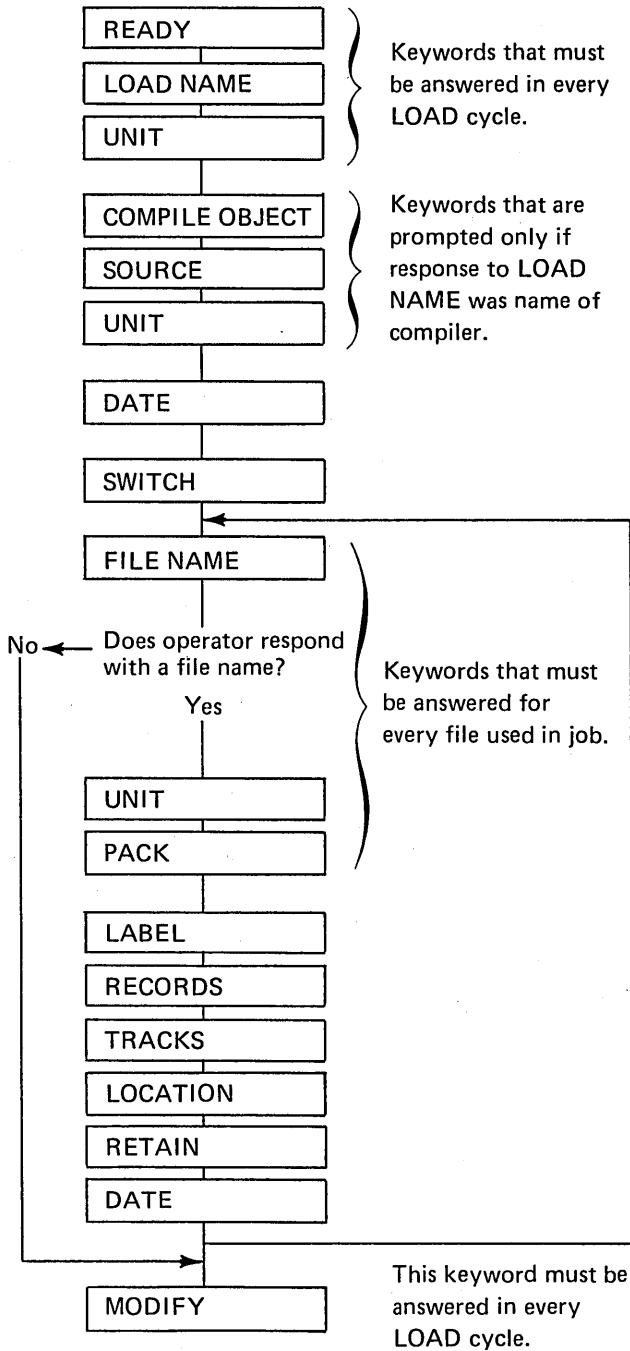 READY
LOAD NAME
UNIT
Keywords that must
be answered in every
LOAD cycle.
COMPILE OBJECT
SOURCE
UNIT
Keywords that are
prompted only if
response to LOAD
NAME was name of
compiler.
DATE
SWITCH
FILE NAME
No
Does operator respond
with a file name?
Yes
Keywords that must
be answered for
every file used in job.
UNIT
PACK
LABEL
RECORDS
TRACKS
LOCATION
RETAIN
DATE
MODIFY
This keyword must be
answered in every
LOAD cycle.